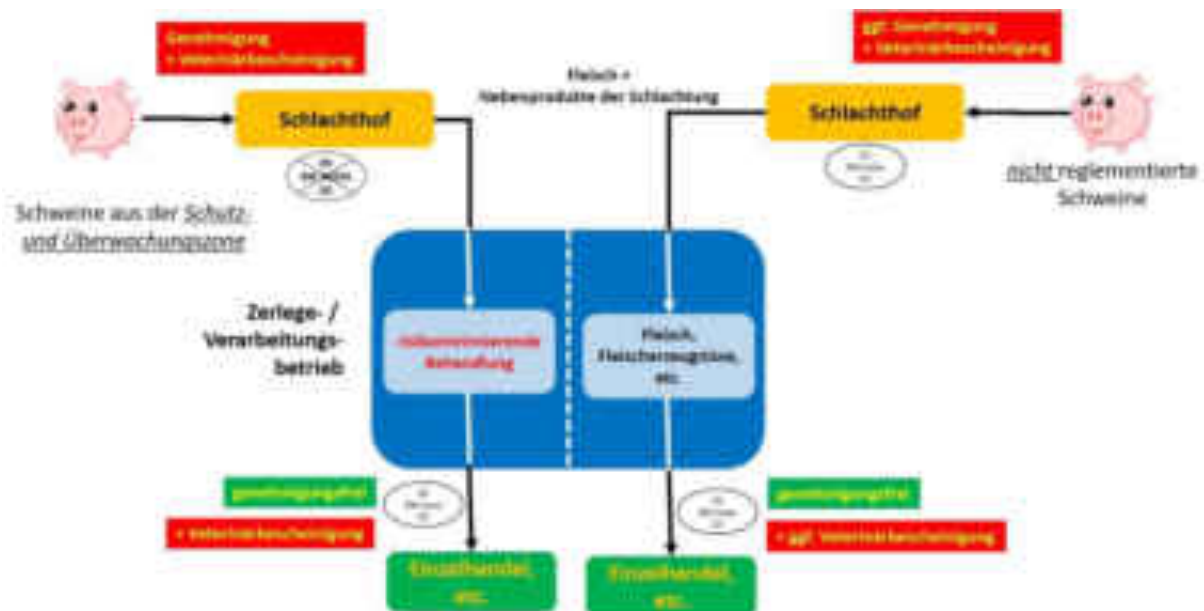 Genehmigung
+ Veterinärbescheinigung
ggf. Genehmigung
+ Veterinärbescheinigung
Fleisch +
Nebenprodukte der Schlachtung
Schlachthof
Schlachthof
nicht reglementierte
Schweine
Schweine aus der Schutz-
und Überwachungszone
Zerlege- /
Verarbeitungs-
betrieb
risikomindernde
Behandlung
Fleisch,
Fleischerzeugnisse,
etc.
genehmigungsfrei
genehmigungsfrei
+ Veterinärbescheinigung
+ ggf. Veterinärbescheinigung
Einzelhandel,
etc.
Einzelhandel,
etc.